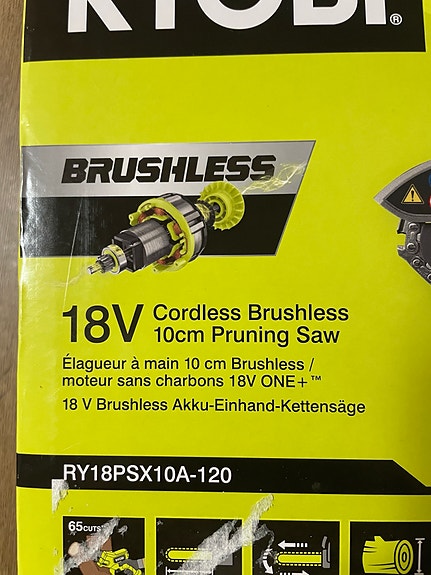 RYOBI®
BRUSHLESS
18V Cordless Brushless
10cm Pruning Saw
Élagueur à main 10 cm Brushless /
moteur sans charbons 18V ONE+™
18 V Brushless Akku-Einhand-Kettensäge
RY18PSX10A-120
65CUTS